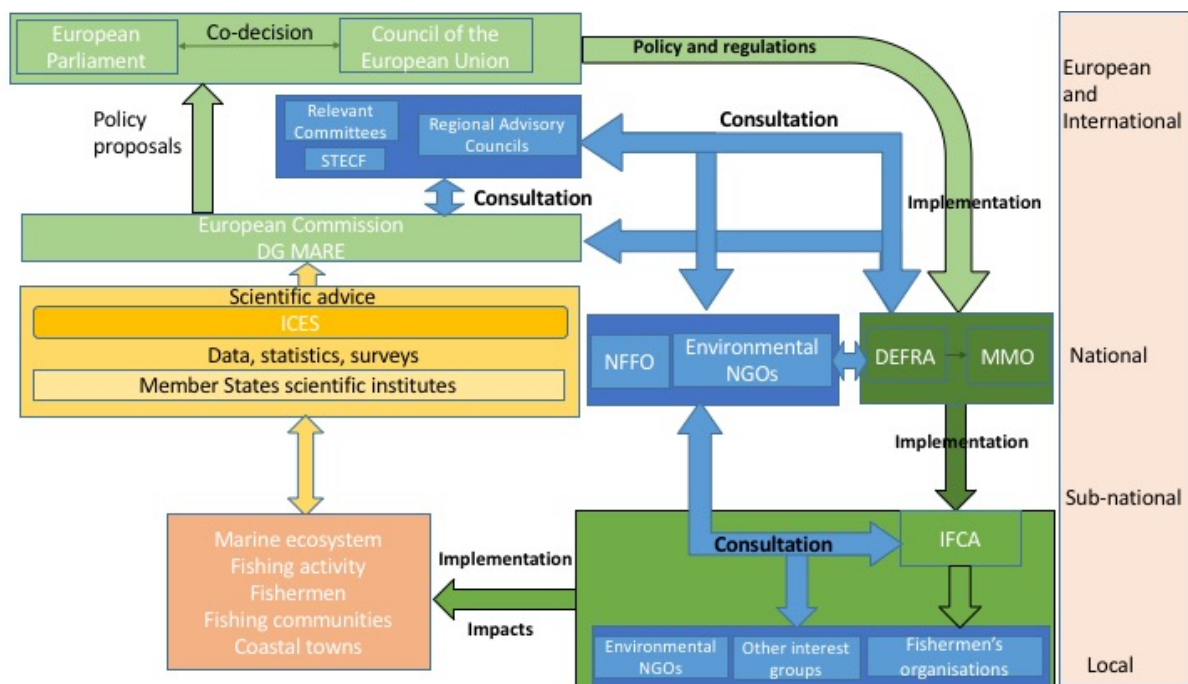 European
Parliament
Co-decision
Council of the
European Union
Policy and regulations
European
and
International
Policy
proposals
Relevant
Committees
STECF
Regional Advisory
Councils
Consultation
Consultation
Implementation
European Commission
DG MARE
Scientific advice
ICES
Data, statistics, surveys
Member States scientific institutes
NFFO
Environmental
NGOs
DEFRA
MMO
National
Implementation
Sub-national
Marine ecosystem
Fishing activity
Fishermen
Fishing communities
Coastal towns
Implementation
Impacts
Consultation
IFCA
Environmental
NGOs
Other interest
groups
Fishermen's
organisations
Local